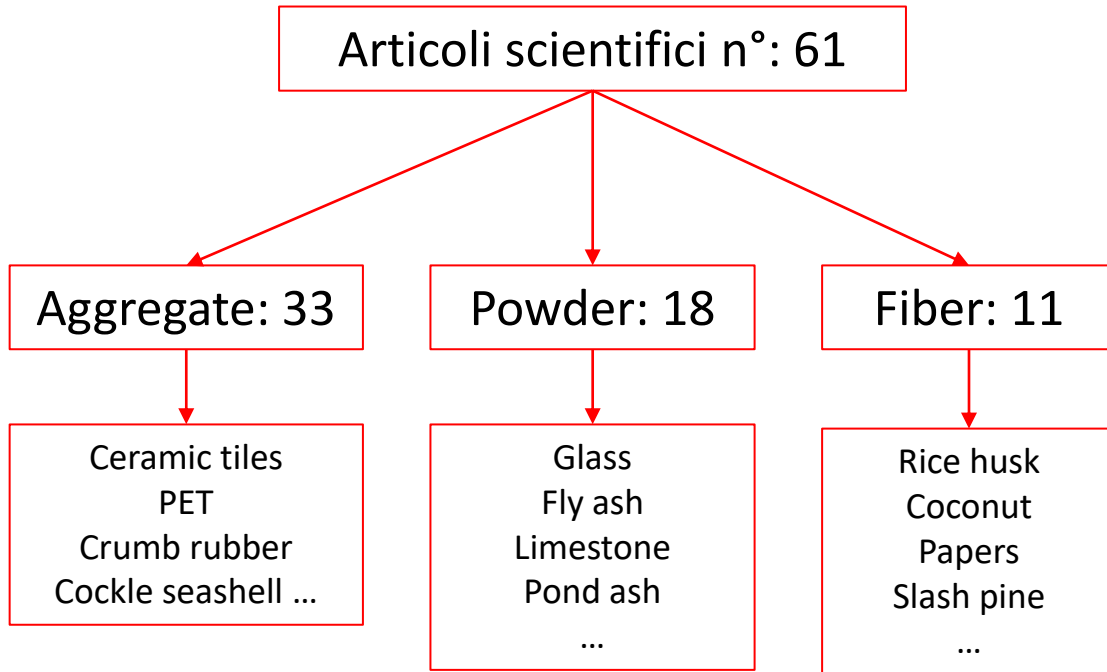 Articoli scientifici n°: 61
Aggregate: 33
Powder: 18
Fiber: 11
Ceramic tiles
PET
Crumb rubber
Cockle seashell ...
Glass
Fly ash
Limestone
Pond ash
...
Rice husk
Coconut
Papers
Slash pine
...